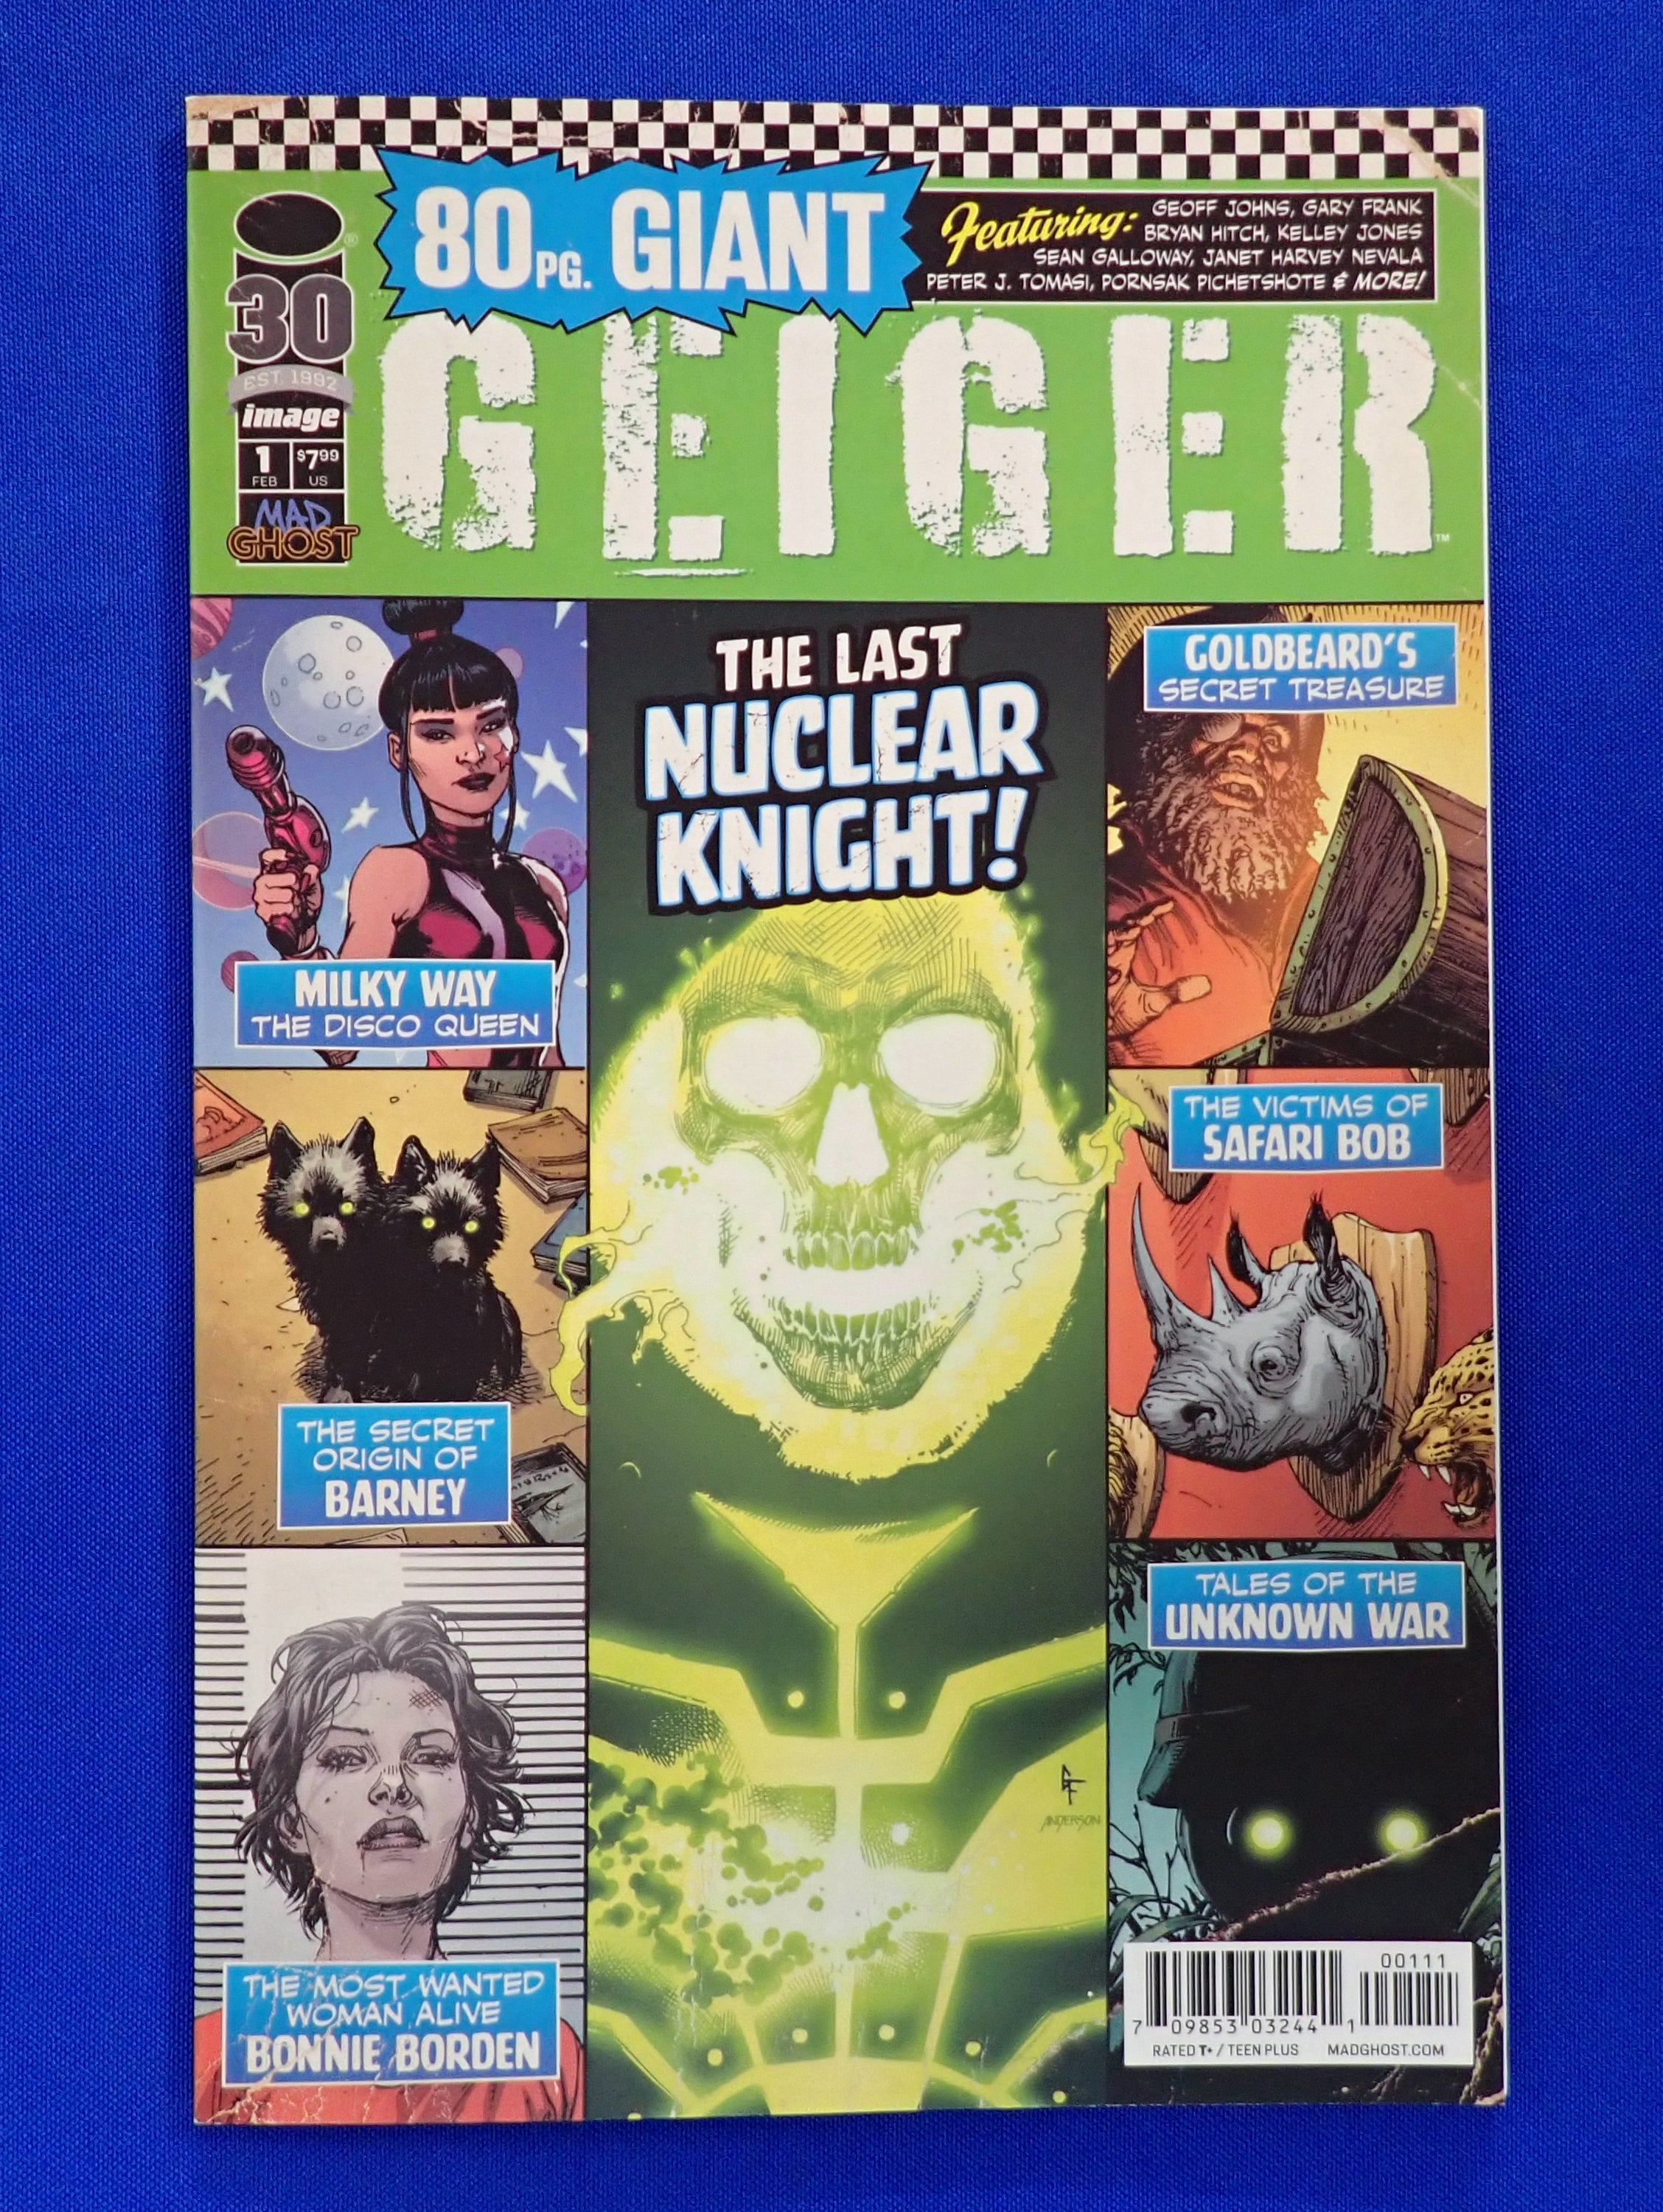 80 PG. GIANT
Featuring: GEOFF JOHNS, GARY FRANK
BRYAN HITCH, KELLEY JONES
SEAN GALLOWAY, JANET HARVEY NEVALA
PETER J. TOMASI, PORNSAK PICHETSHOTE & MORE!
®
30
EST. 1992
image
1 $7.99
FEB US
MAD
GHOST
GEIGER™
THE LAST
NUCLEAR
KNIGHT!
MILKY WAY
THE DISCO QUEEN
GOLDBEARD'S
SECRET TREASURE
THE SECRET
ORIGIN OF
BARNEY
THE VICTIMS OF
SAFARI BOB
THE MOST WANTED
WOMAN ALIVE
BONNIE BORDEN
TALES OF THE
UNKNOWN WAR
GF
ANDERSON
00111
7 09853 03244 1
RATED T+ / TEEN PLUS MADGHOST.COM